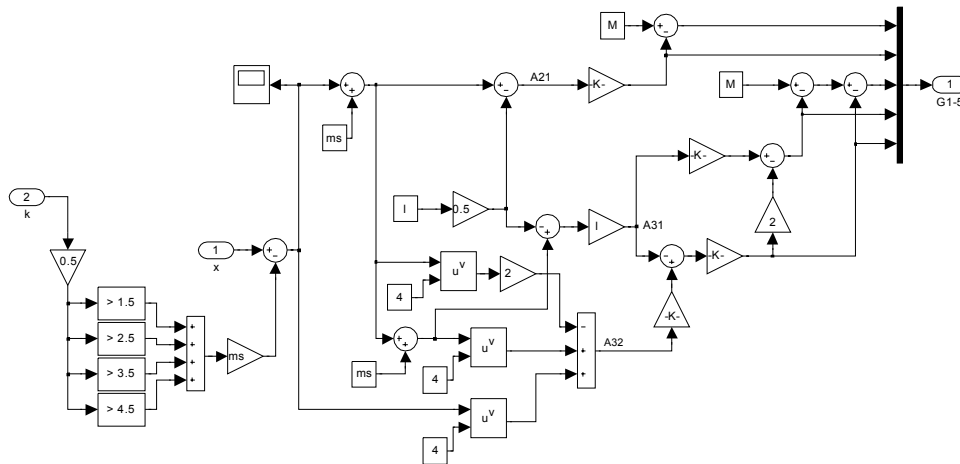 M
+
−
1
G1-5
A21
-K-
+
+
ms
+
−
M
+
−
+
−
-K-
+
−
2
k
0.5
1
x
+
−
l
0.5
−
+
l
A31
2
-K-
−
+
4
u^v
2
-K-
> 1.5
> 2.5
> 3.5
> 4.5
+
+
+
+
ms
+
+
ms
4
u^v
−
+
+
A32
4
u^v